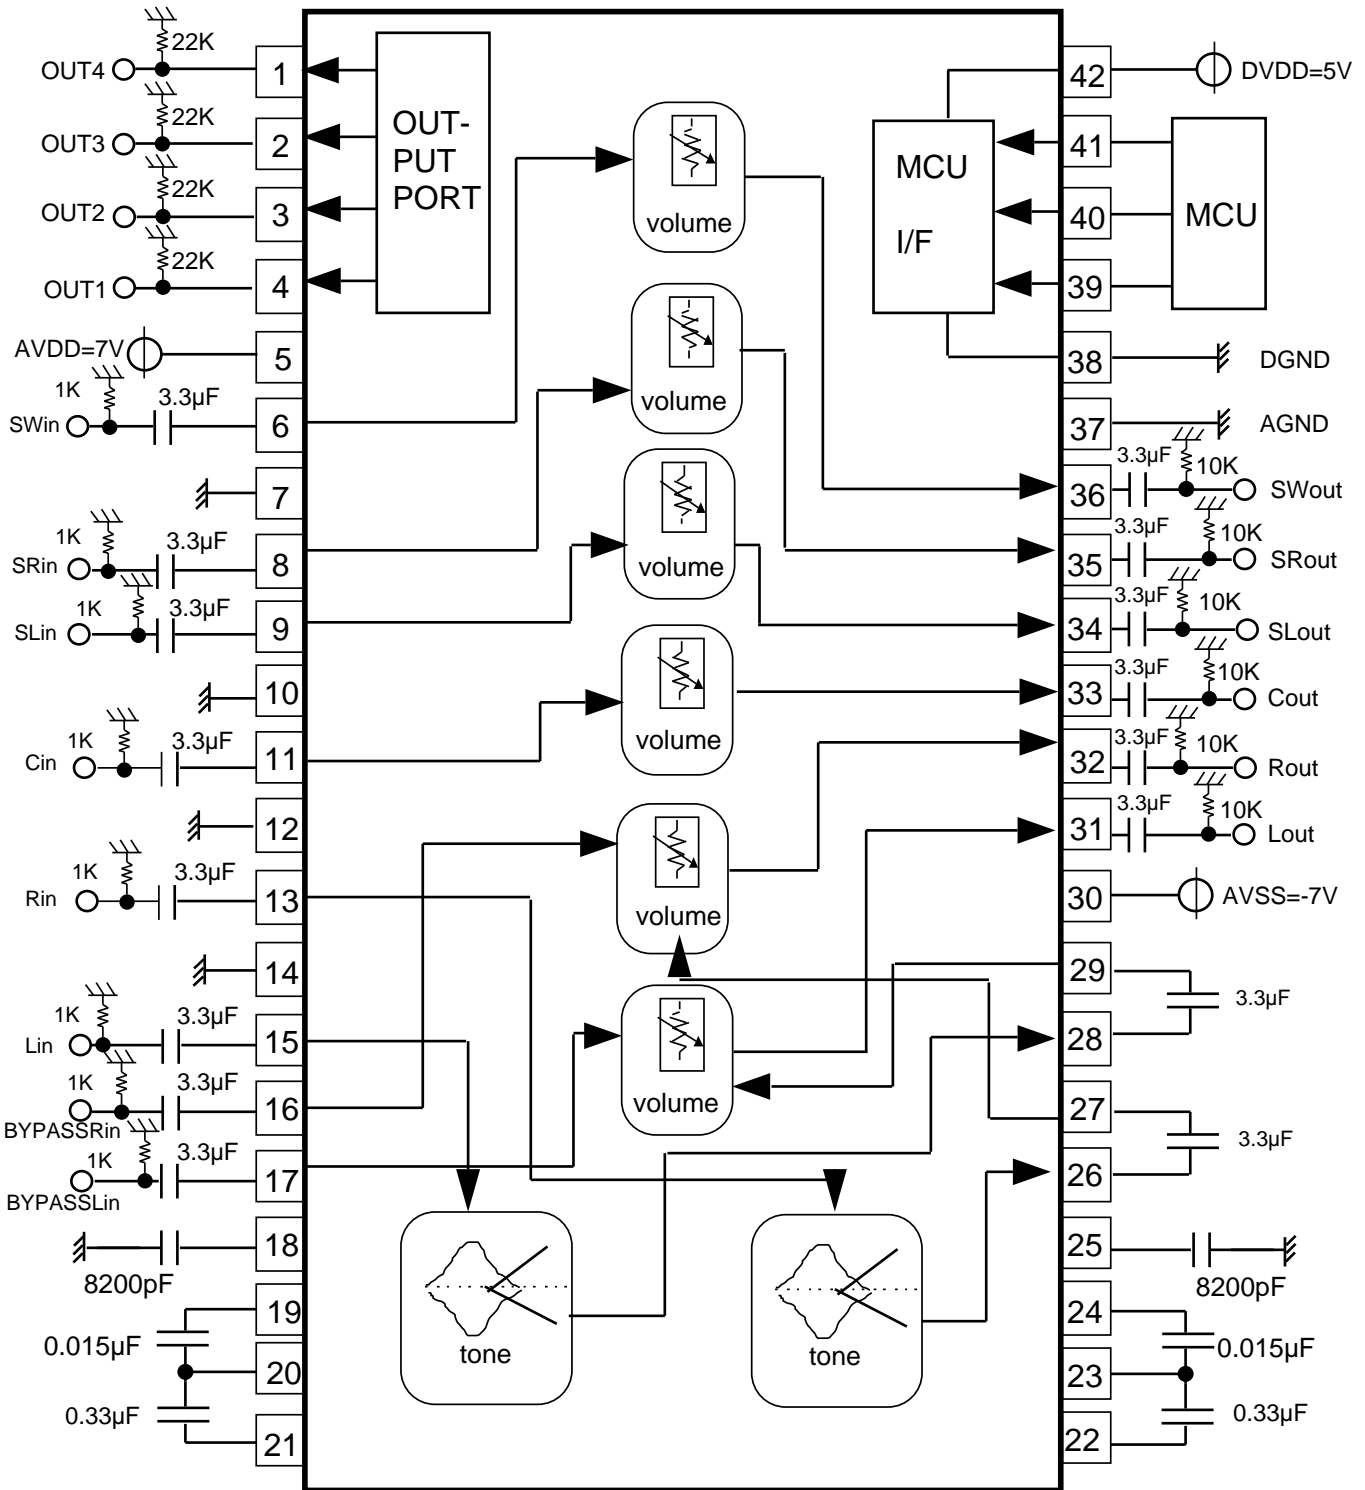 22K
OUT4
1
22K
OUT3
2
22K
OUT2
3
22K
OUT1
4
OUT-
PUT
PORT
AVDD=7V
5
1K
3.3µF
SWin
6
7
1K
3.3µF
SRin
8
1K
3.3µF
SLin
9
10
1K
3.3µF
Cin
11
12
1K
3.3µF
Rin
13
14
1K
3.3µF
Lin
15
1K
3.3µF
BYPASSRin
16
1K
3.3µF
BYPASSLin
17
18
8200pF
19
0.015µF
20
0.33µF
21
volume
volume
volume
volume
volume
volume
tone
tone
MCU
I/F
MCU
42
DVDD=5V
41
40
39
38
DGND
37
AGND
3.3µF
10K
36
SWout
3.3µF
10K
35
SRout
3.3µF
10K
34
SLout
3.3µF
10K
33
Cout
3.3µF
10K
32
Rout
3.3µF
10K
31
Lout
30
AVSS=-7V
29
3.3µF
28
27
3.3µF
26
25
8200pF
24
0.015µF
23
0.33µF
22